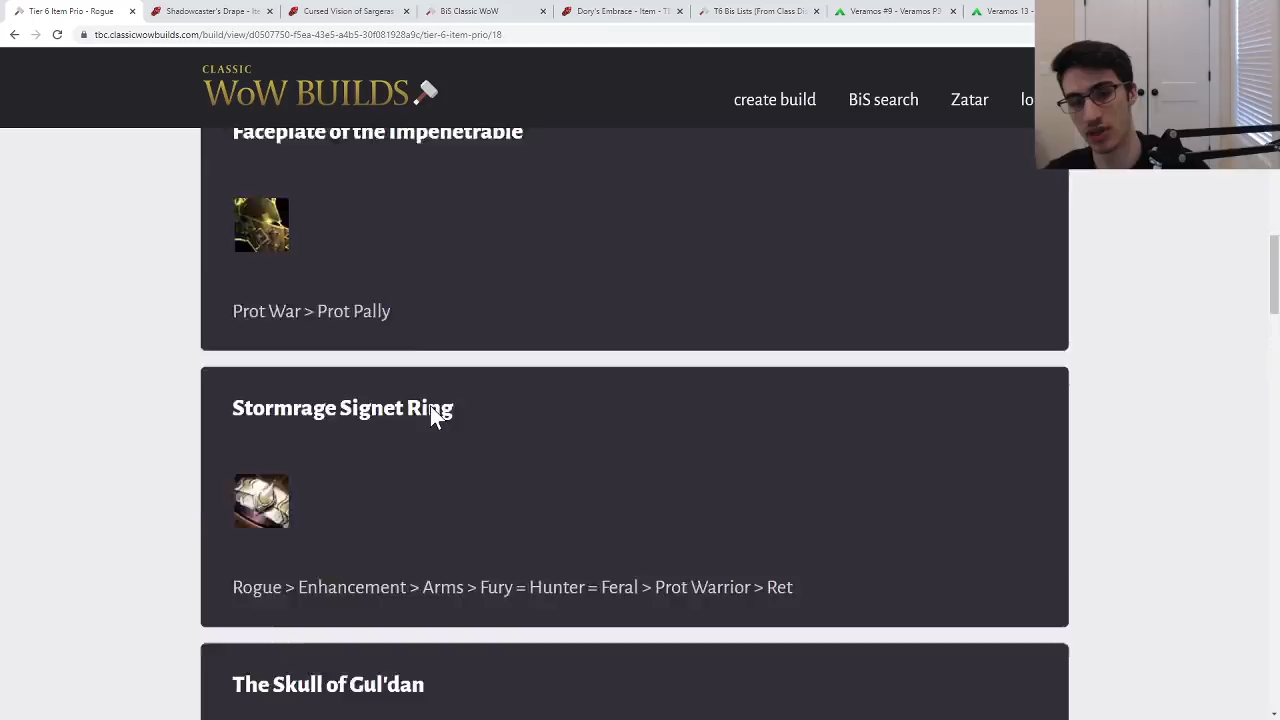 Tier 6 Item Prio - Rogue
Shadowcaster's Drape - Ite
Cursed Vision of Sargeras
BiS Classic WoW
Dory's Embrace - Item - T
T6 Bis Lists [From Class Di
Veramos #9 - Veramos P3
Veramos 13 -
tbc.classicwowbuilds.com/build/view/d0507750-f5ea-43e5-a4b5-30f081928a9c/tier-6-item-prio/18
CLASSIC
WoW BUILDS
create build
BiS search
Zatar
lo
Faceplate of the Impenetrable
Prot War > Prot Pally
Stormrage Signet Ring
Rogue > Enhancement > Arms > Fury = Hunter = Feral > Prot Warrior > Ret
The Skull of Gul'dan